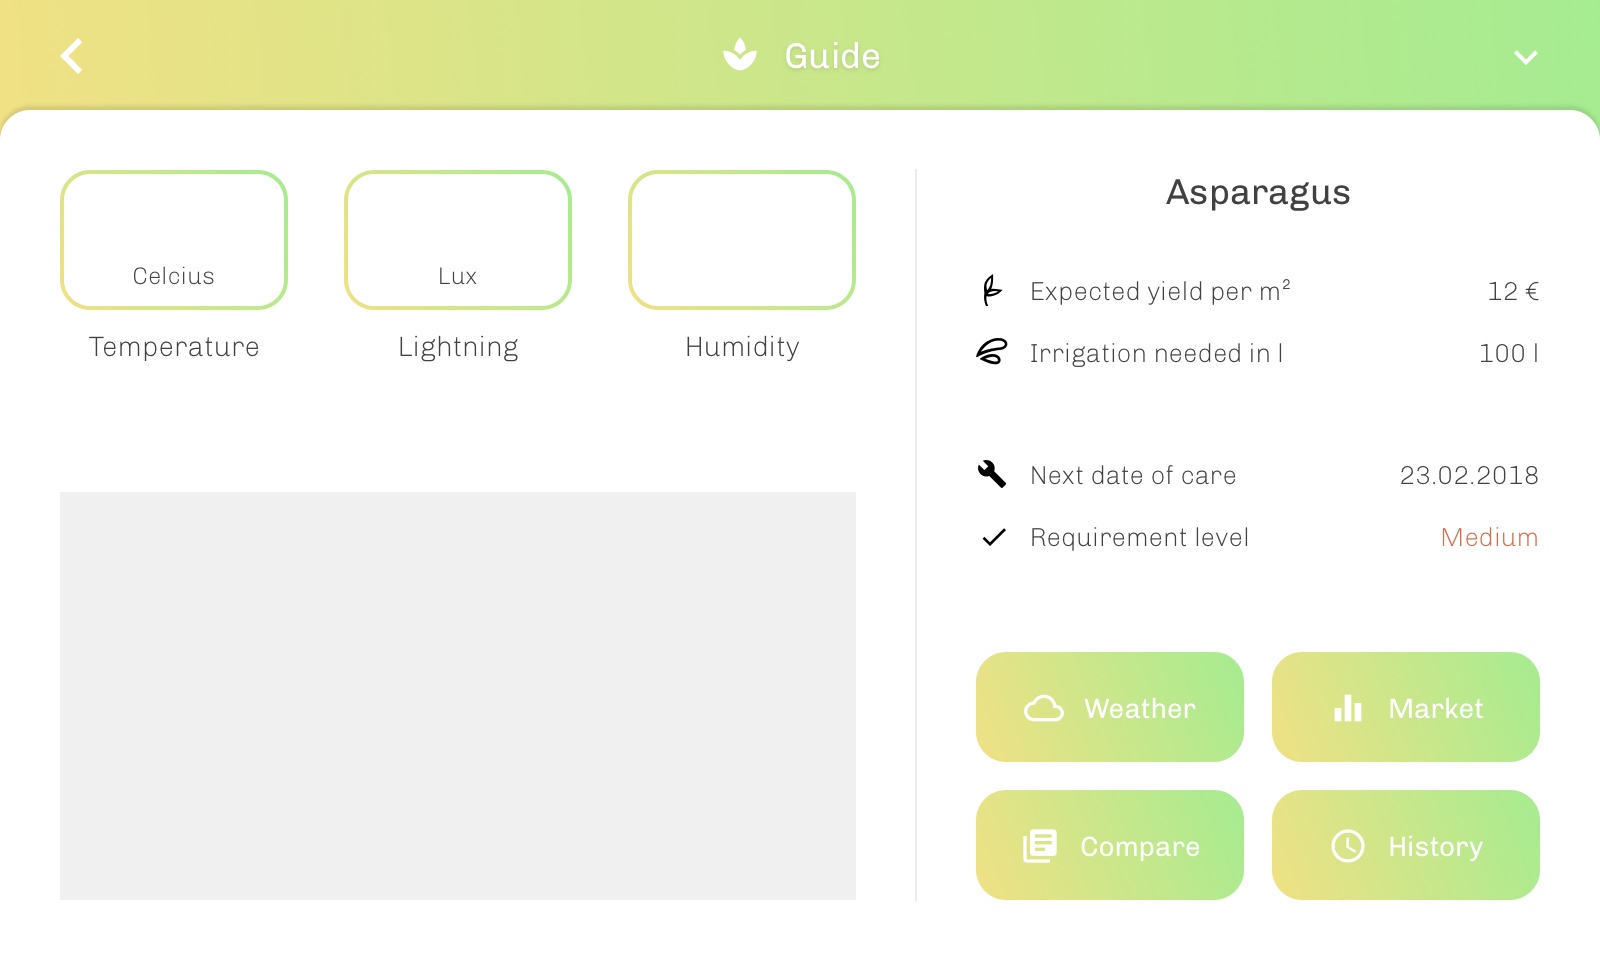 Guide
Celcius
Lux
Temperature
Lightning
Humidity
Asparagus
Expected yield per m² 12 €
Irrigation needed in l 100 l
Next date of care 23.02.2018
Requirement level Medium
Weather
Market
Compare
History